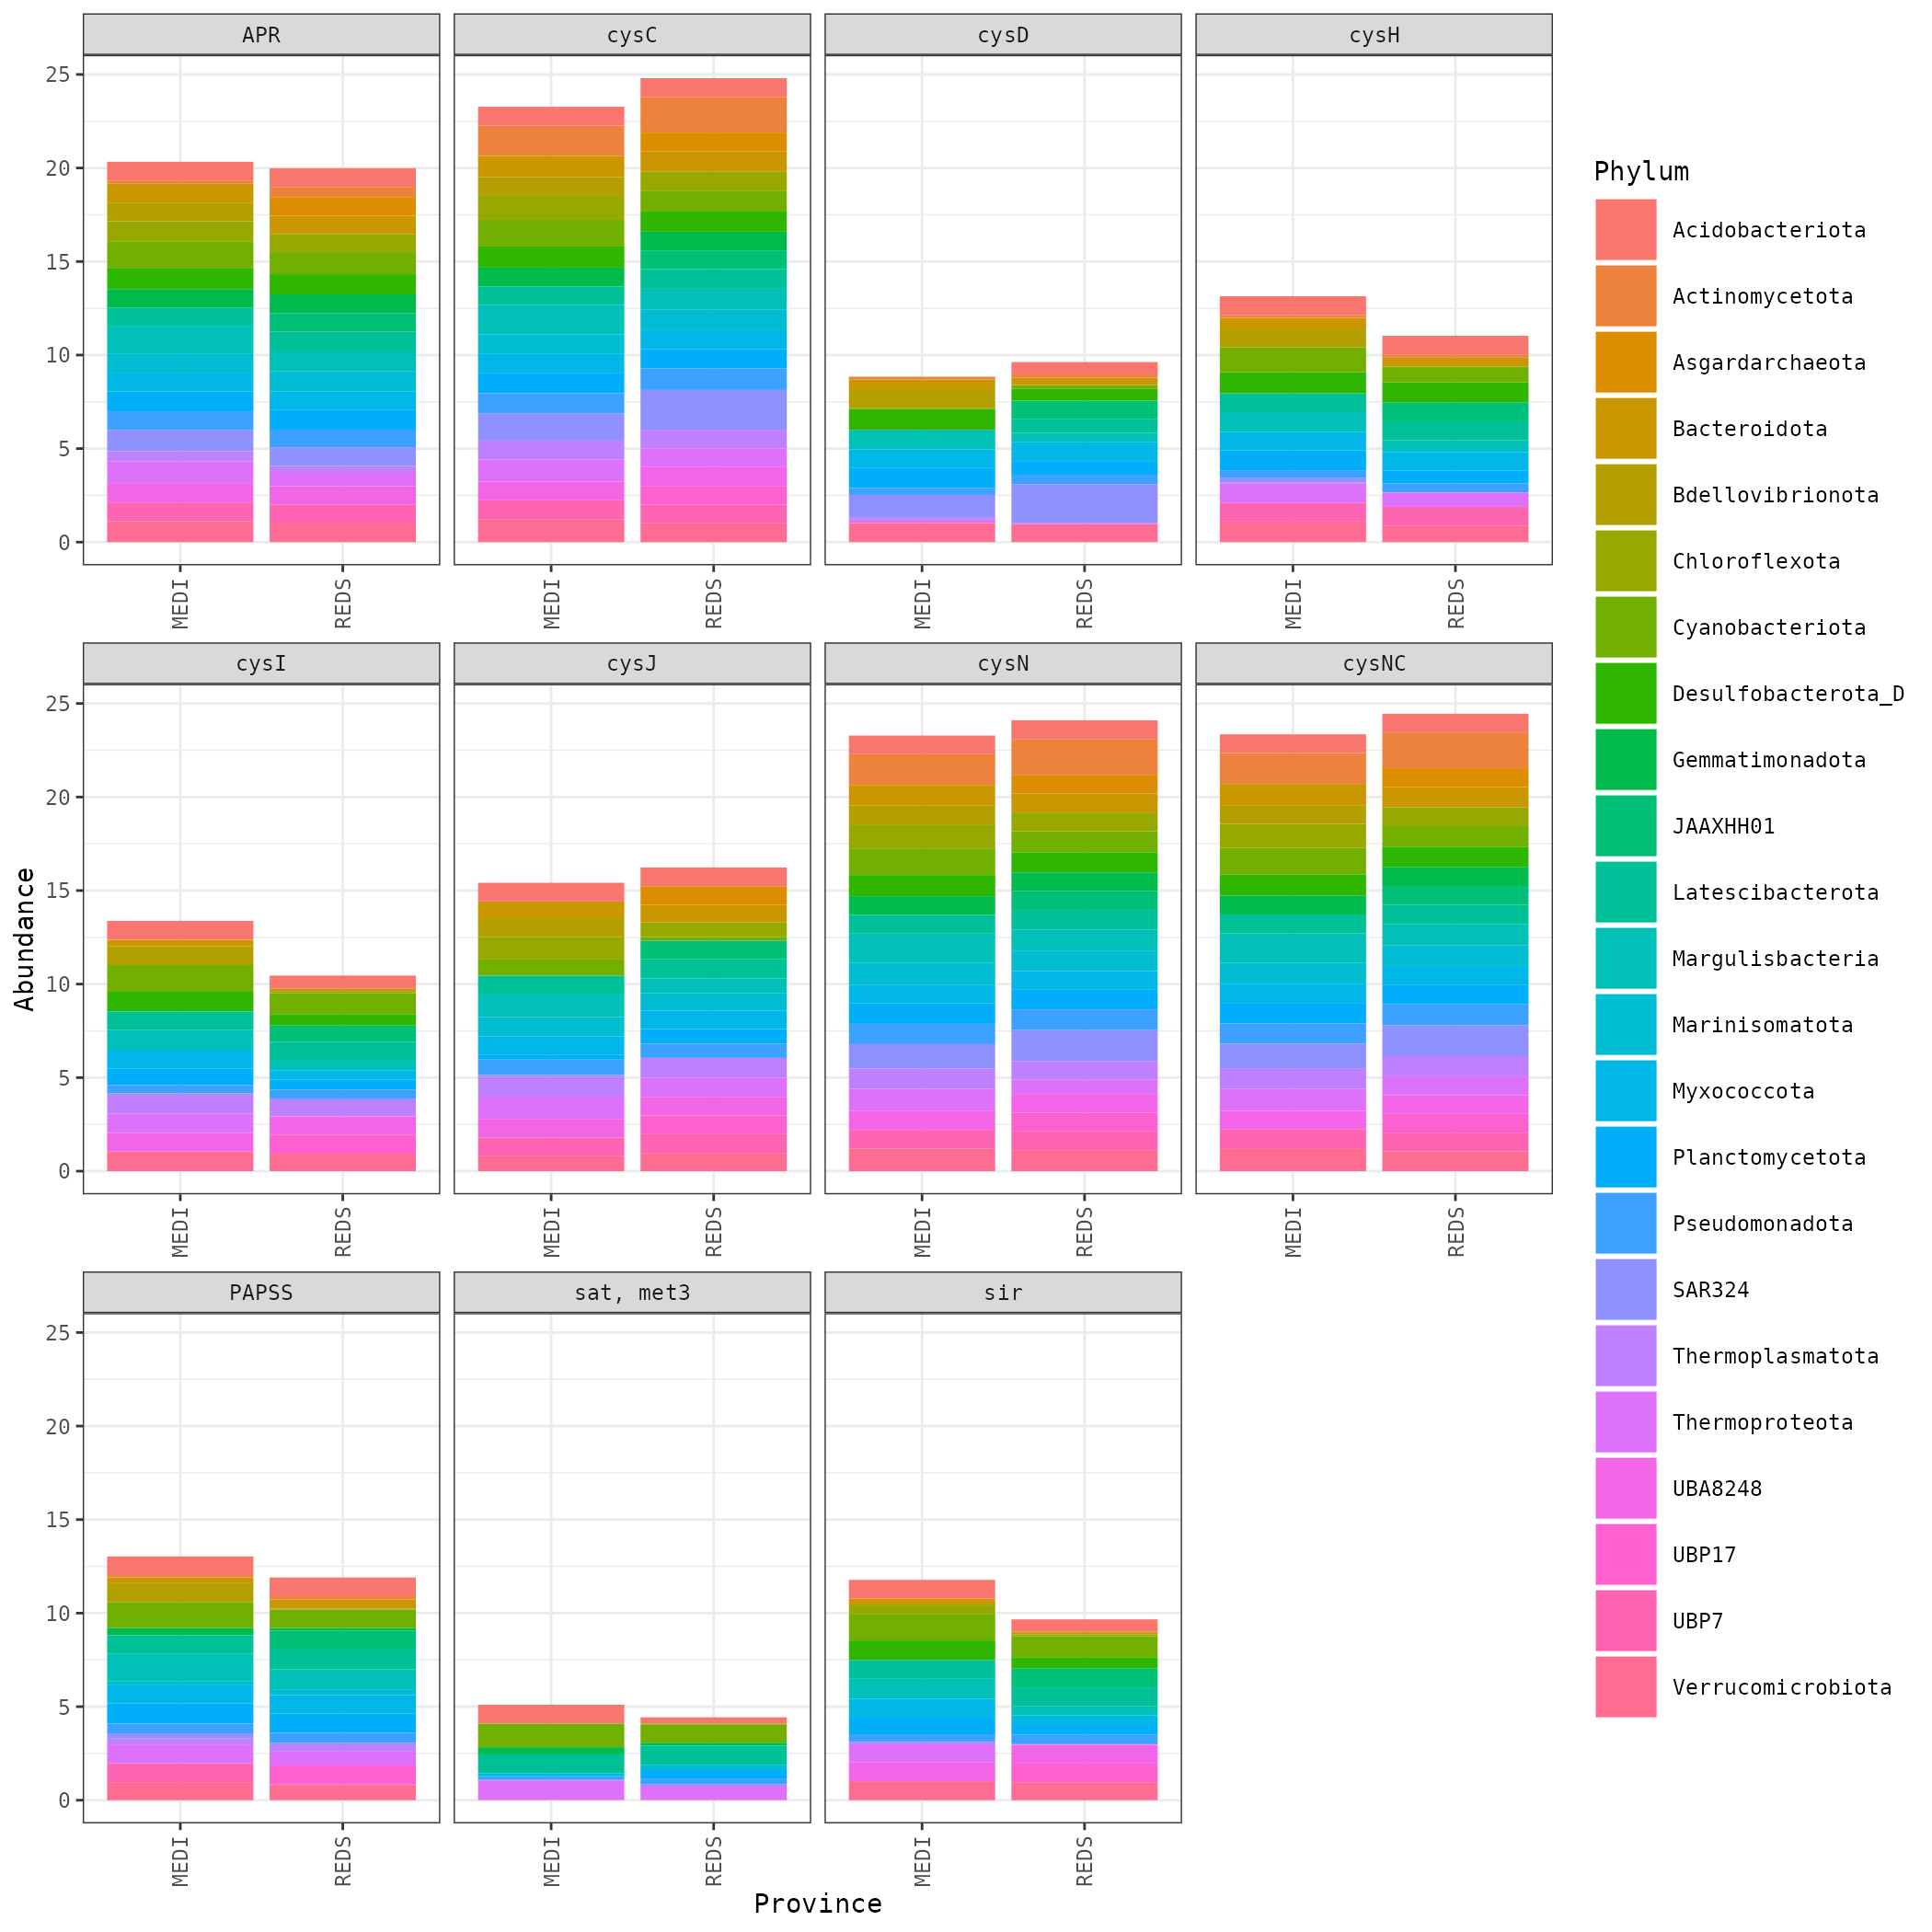 APR cysC cysD cysH
25
20
15
10
5
0
MEDI REDS MEDI REDS MEDI REDS MEDI REDS
cysI cysJ cysN cysNC
25
20
15
10
5
0
MEDI REDS MEDI REDS MEDI REDS MEDI REDS
PAPSS sat, met3 sir
25
20
15
10
5
0
MEDI REDS MEDI REDS MEDI REDS
Abundance
Province
Phylum
Acidobacteriota
Actinomycetota
Asgardarchaeota
Bacteroidota
Bdellovibrionota
Chloroflexota
Cyanobacteriota
Desulfobacterota_D
Gemmatimonadota
JAAXHH01
Latescibacterota
Margulisbacteria
Marinisomatota
Myxococcota
Planctomycetota
Pseudomonadota
SAR324
Thermoplasmatota
Thermoproteota
UBA8248
UBP17
UBP7
Verrucomicrobiota